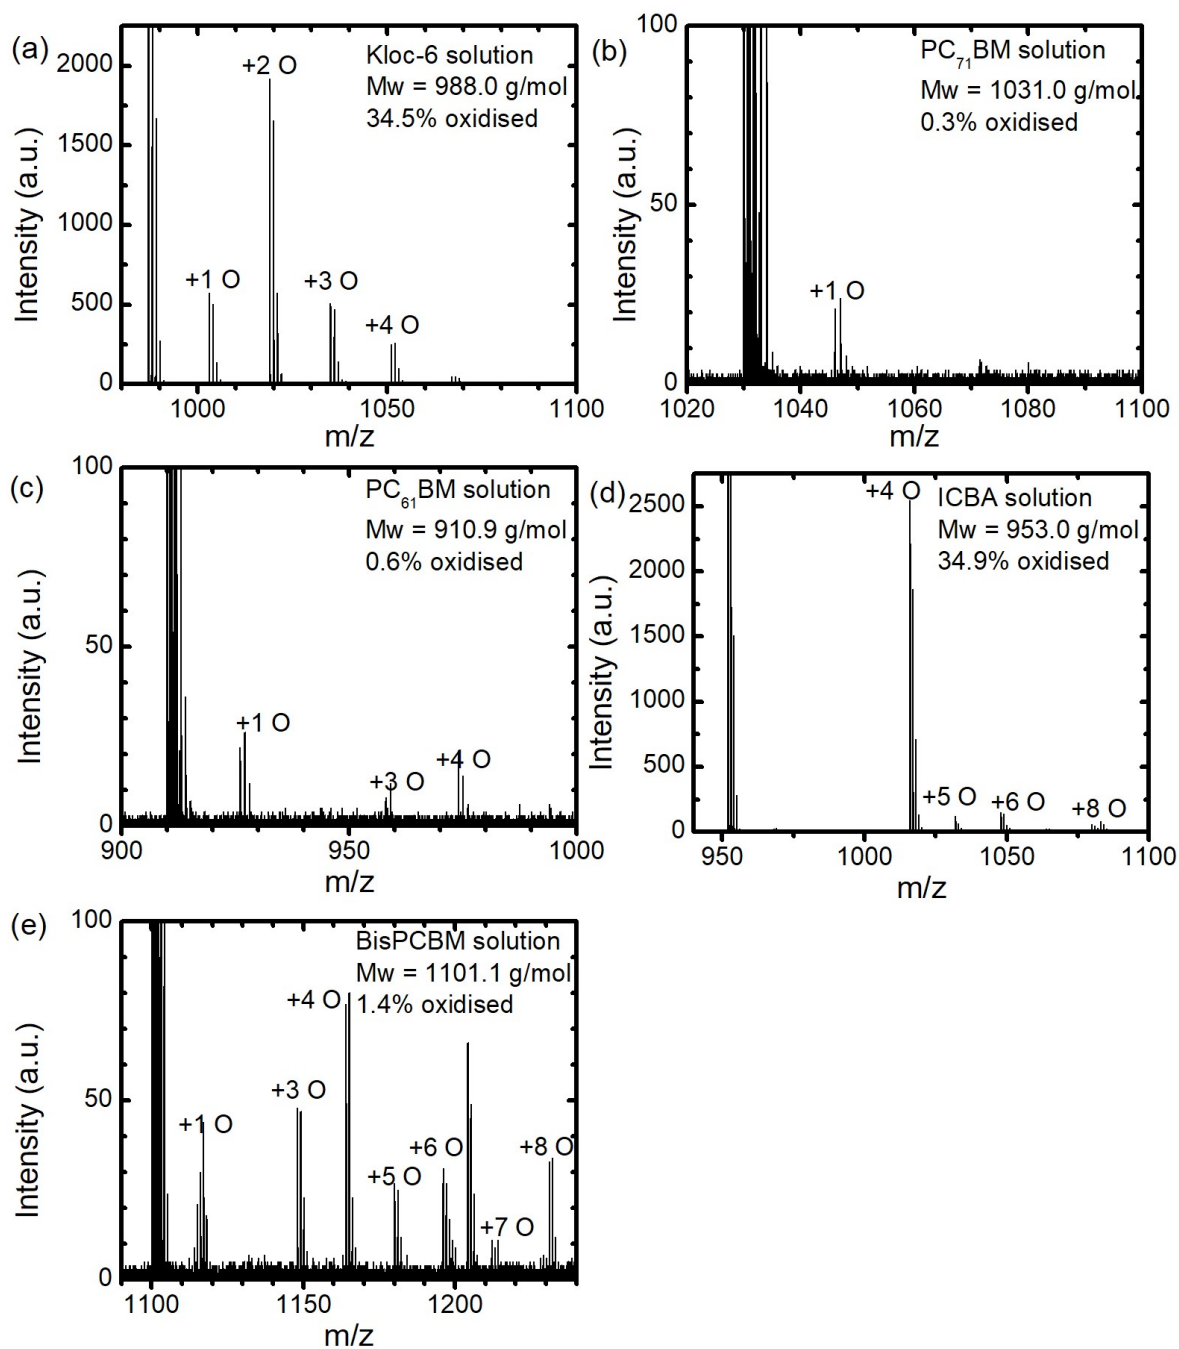 (a)
Kloc-6 solution
Mw = 988.0 g/mol
34.5% oxidised
+1 O
+2 O
+3 O
+4 O
Intensity (a.u.)
2000
1500
1000
500
0
1000
1050
1100
m/z
(b)
PC71BM solution
Mw = 1031.0 g/mol
0.3% oxidised
+1 O
Intensity (a.u.)
100
50
0
1020
1040
1060
1080
1100
m/z
(c)
PC61BM solution
Mw = 910.9 g/mol
0.6% oxidised
+1 O
+3 O
+4 O
Intensity (a.u.)
100
50
0
900
950
1000
m/z
(d)
ICBA solution
Mw = 953.0 g/mol
34.9% oxidised
+4 O
+5 O
+6 O
+8 O
Intensity (a.u.)
2500
2000
1500
1000
500
0
950
1000
1050
1100
m/z
(e)
BisPCBM solution
Mw = 1101.1 g/mol
1.4% oxidised
+1 O
+3 O
+4 O
+5 O
+6 O
+7 O
+8 O
Intensity (a.u.)
100
50
0
1100
1150
1200
m/z